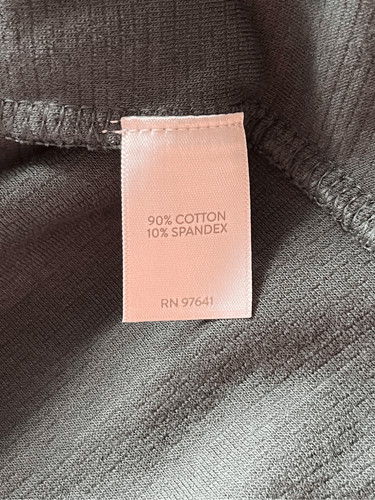 90% COTTON
10% SPANDEX
RN 97641